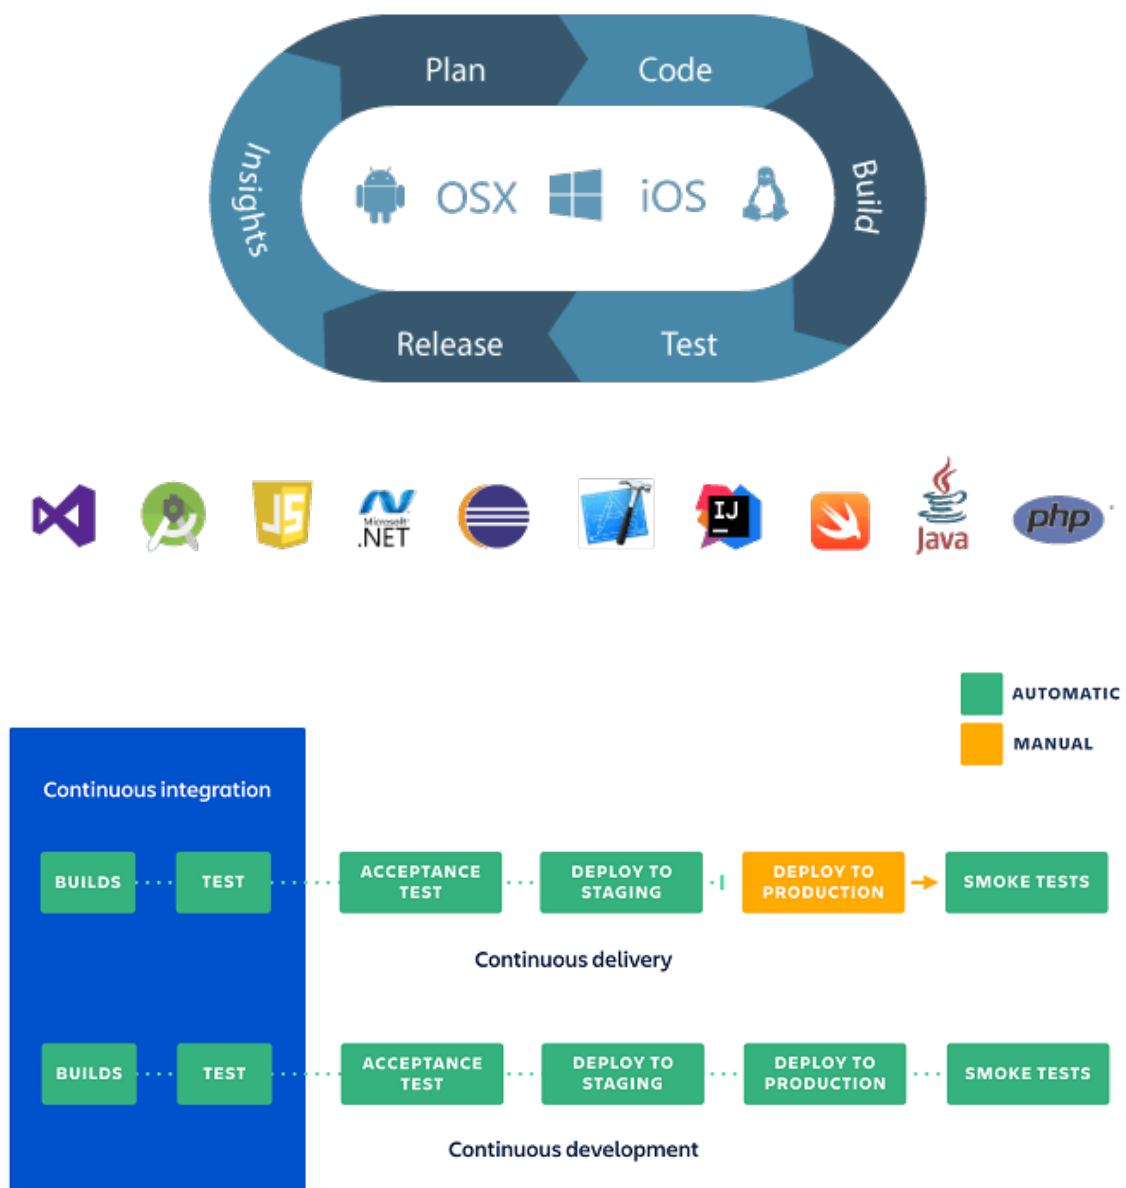 Plan
Code
Build
Test
Release
Insights
OSX
iOS
JS
Microsoft
.NET
IJ
Java
php
AUTOMATIC
MANUAL
Continuous integration
BUILDS
TEST
ACCEPTANCE
TEST
DEPLOY TO
STAGING
DEPLOY TO
PRODUCTION
SMOKE TESTS
Continuous delivery
BUILDS
TEST
ACCEPTANCE
TEST
DEPLOY TO
STAGING
DEPLOY TO
PRODUCTION
SMOKE TESTS
Continuous development